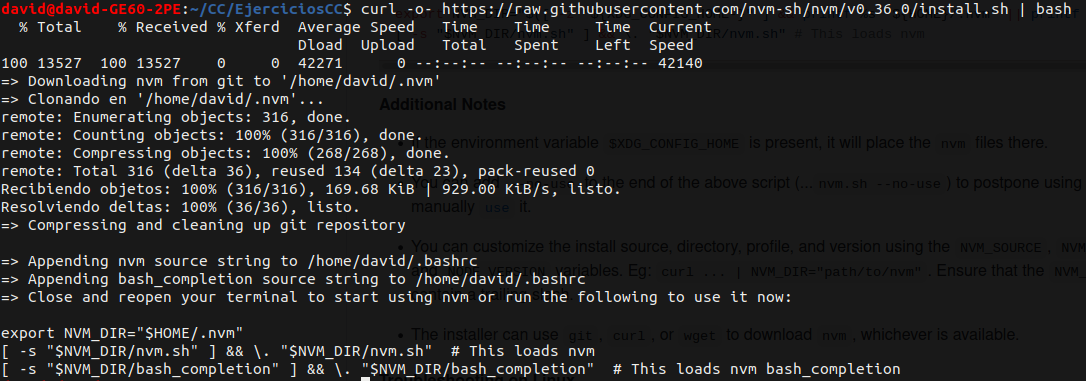 david@david-GE60-2PE:~/CC/EjerciciosCC$ curl -o- https://raw.githubusercontent.com/nvm-sh/nvm/v0.36.0/install.sh | bash
  % Total    % Received % Xferd  Average Speed   Time    Time     Time  Current
                                 Dload  Upload   Total   Spent    Left  Speed
100 13527  100 13527    0     0  42271      0 --:--:-- --:--:-- --:--:-- 42140
=> Downloading nvm from git to '/home/david/.nvm'
=> Clonando en '/home/david/.nvm'...
remote: Enumerating objects: 316, done.
remote: Counting objects: 100% (316/316), done.
remote: Compressing objects: 100% (268/268), done.
remote: Total 316 (delta 36), reused 134 (delta 23), pack-reused 0
Recibiendo objetos: 100% (316/316), 169.68 KiB | 929.00 KiB/s, listo.
Resolviendo deltas: 100% (36/36), listo.
=> Compressing and cleaning up git repository
=> Appending nvm source string to /home/david/.bashrc
=> Appending bash_completion source string to /home/david/.bashrc
=> Close and reopen your terminal to start using nvm or run the following to use it now:
export NVM_DIR="$HOME/.nvm"
[ -s "$NVM_DIR/nvm.sh" ] && \. "$NVM_DIR/nvm.sh"  # This loads nvm
[ -s "$NVM_DIR/bash_completion" ] && \. "$NVM_DIR/bash_completion"  # This loads nvm bash_completion
# This loads nvm
Additional Notes
the environment variable $XDG_CONFIG_HOME is present, it will place the nvm files there.
the end of the above script (... nvm.sh --no-use ) to postpone using
manually use it.
You can customize the install source, directory, profile, and version using the NVM_SOURCE , NVM
variables. Eg: curl ... | NVM_DIR="path/to/nvm" . Ensure that the NVM_
The installer can use git , curl , or wget to download nvm , whichever is available.